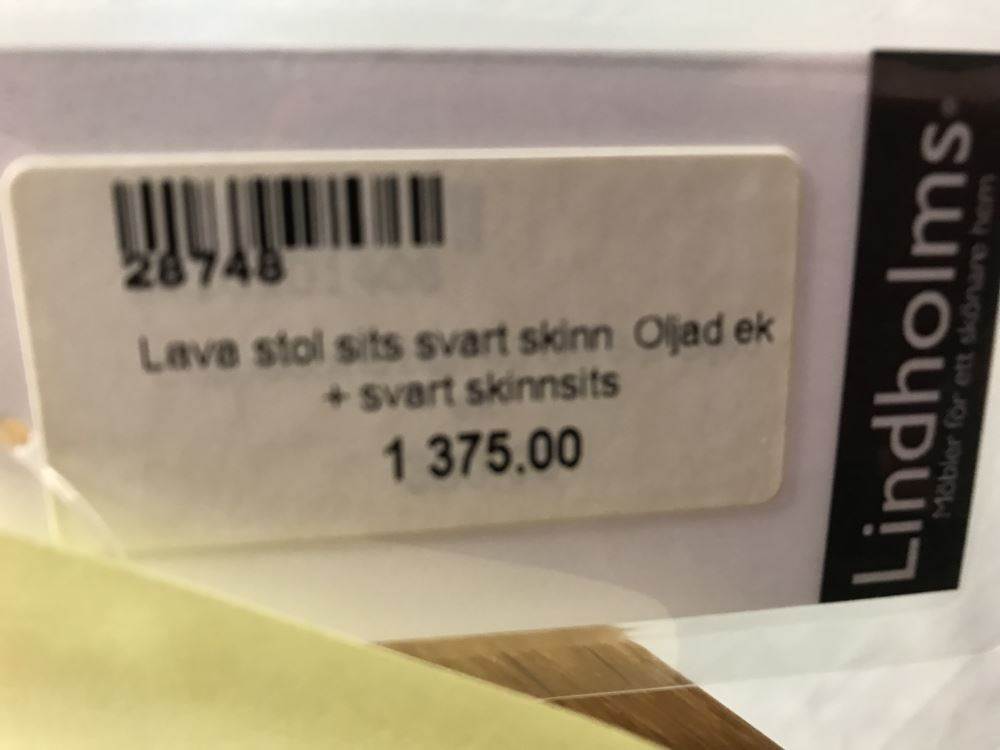 28748
Lava stol sits svart skinn Oljad ek
+ svart skinnsits
1 375.00
Lindholms
Möbler för ett skönare hem